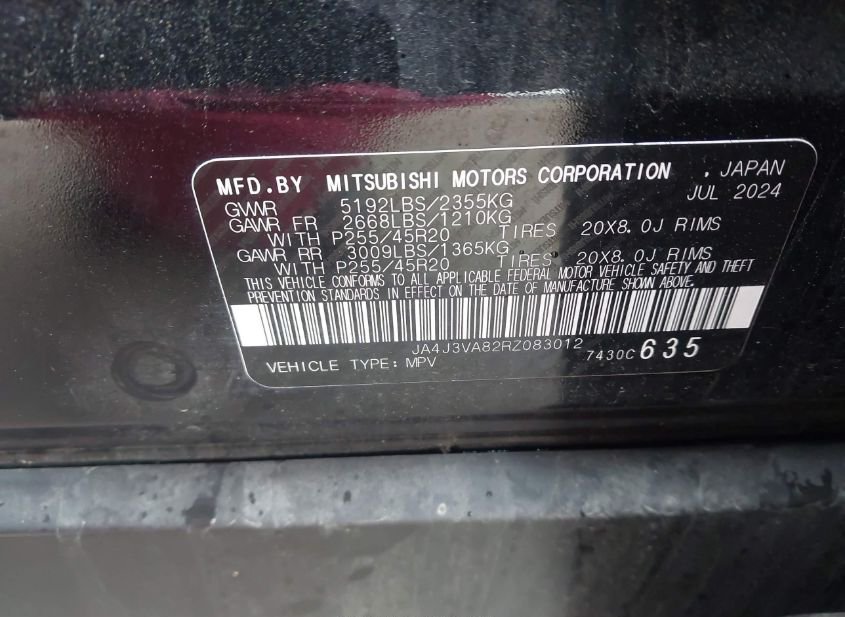 MFD.BY MITSUBISHI MOTORS CORPORATION , JAPAN
JUL 2024
GVWR 5192LBS/2355KG
GAWR FR 2668LBS/1210KG
WITH P255/45R20 TIRES 20X8.0J RIMS
GAWR RR 3009LBS/1365KG
WITH P255/45R20 TIRES 20X8.0J RIMS
THIS VEHICLE CONFORMS TO ALL APPLICABLE FEDERAL MOTOR VEHICLE SAFETY AND THEFT
PREVENTION STANDARDS IN EFFECT ON THE DATE OF MANUFACTURE SHOWN ABOVE.
JA4J3VA82RZ083012
VEHICLE TYPE: MPV 7430C 635